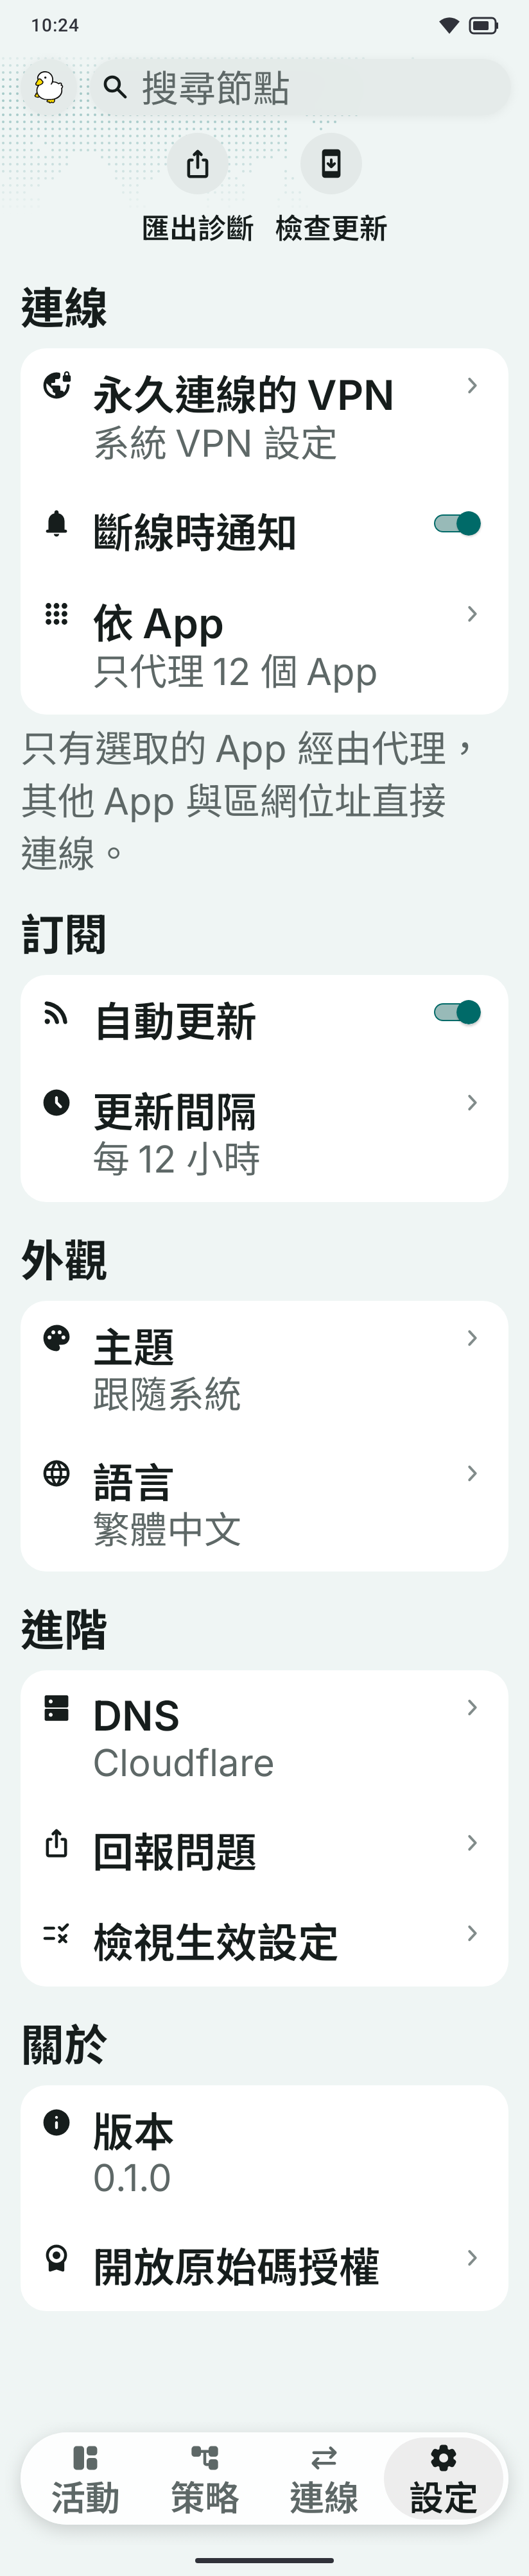 10:24
搜尋節點
匯出診斷
檢查更新
連線
永久連線的 VPN
系統 VPN 設定
斷線時通知
依 App
只代理 12 個 App
只有選取的 App 經由代理，
其他 App 與區網位址直接
連線。
訂閱
自動更新
更新間隔
每 12 小時
外觀
主題
跟隨系統
語言
繁體中文
進階
DNS
Cloudflare
回報問題
檢視生效設定
關於
版本
0.1.0
開放原始碼授權
活動
策略
連線
設定